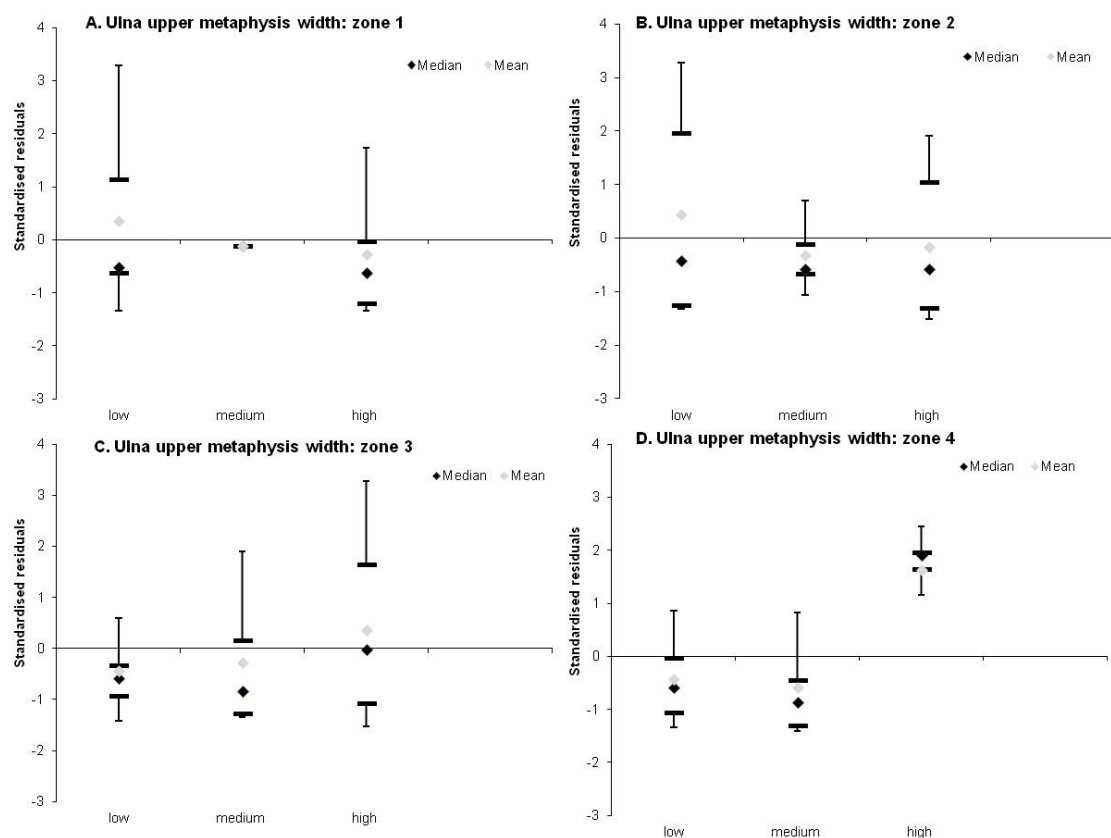 A. Ulna upper metaphysis width: zone 1
Median Mean
Standardised residuals
4
3
2
1
0
-1
-2
-3
low medium high
B. Ulna upper metaphysis width: zone 2
Median Mean
Standardised residuals
4
3
2
1
0
-1
-2
-3
low medium high
C. Ulna upper metaphysis width: zone 3
Median Mean
Standardised residuals
4
3
2
1
0
-1
-2
-3
low medium high
D. Ulna upper metaphysis width: zone 4
Median Mean
Standardised residuals
4
3
2
1
0
-1
-2
-3
low medium high